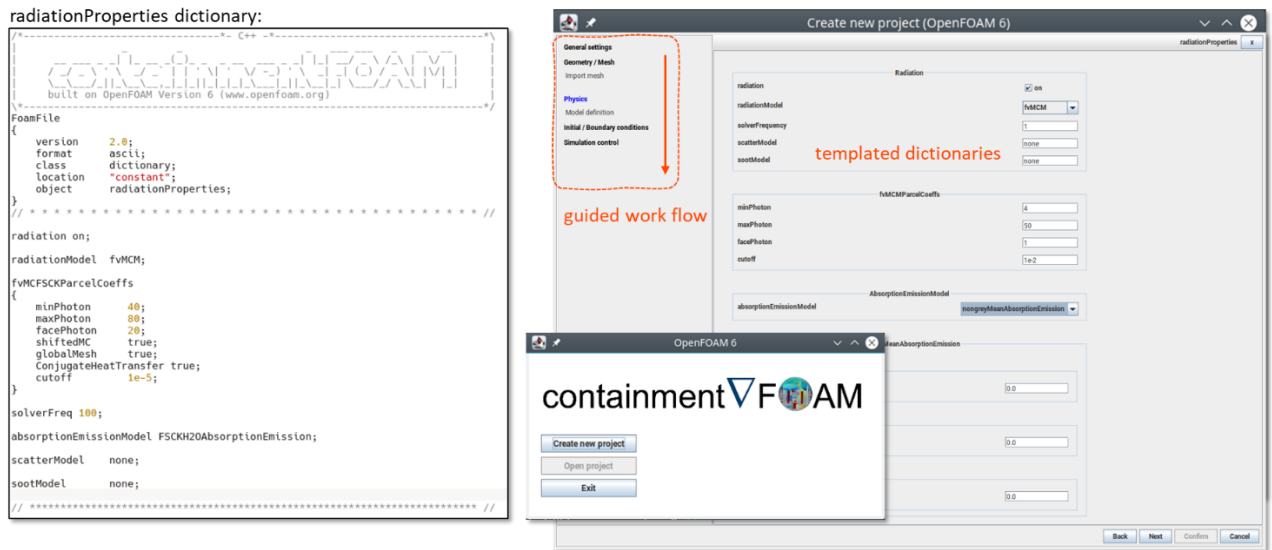 radiationProperties dictionary:
/*--------------------------------*- C++ -*----------------------------------*\
containmentFOAM
built on OpenFOAM Version 6 (www.openfoam.org)
\*---------------------------------------------------------------------------*/
FoamFile
{
version 2.0;
format ascii;
class dictionary;
location "constant";
object radiationProperties;
}
// * * * * * * * * * * * * * * * * * * * * * * * * * * * * * * * * * * * * * //
radiation on;
radiationModel fvMCM;
fvMCFSCKParcelCoeffs
{
minPhoton 40;
maxPhoton 80;
facePhoton 20;
shiftedMC true;
globalMesh true;
ConjugateHeatTransfer true;
cutoff 1e-5;
}
solverFreq 100;
absorptionEmissionModel FSCKH2OAbsorptionEmission;
scatterModel none;
sootModel none;
// ************************************************************************* //
Create new project (OpenFOAM 6)
radiationProperties x
General settings
Geometry / Mesh
Import mesh
Physics
Model definition
Initial / Boundary conditions
Simulation control
guided work flow
Radiation
radiation on
radiationModel fvMCM
solverFrequency 1
scatterModel none
sootModel none
templated dictionaries
fvMCMParcelCoeffs
minPhoton 4
maxPhoton 50
facePhoton 1
cutoff 1e-2
AbsorptionEmissionModel
absorptionEmissionModel nongreyMeanAbsorptionEmission
MeanAbsorptionEmission
0.0
0.0
0.0
Back Next Confirm Cancel
OpenFOAM 6
containment∇FOAM
Create new project
Open project
Exit